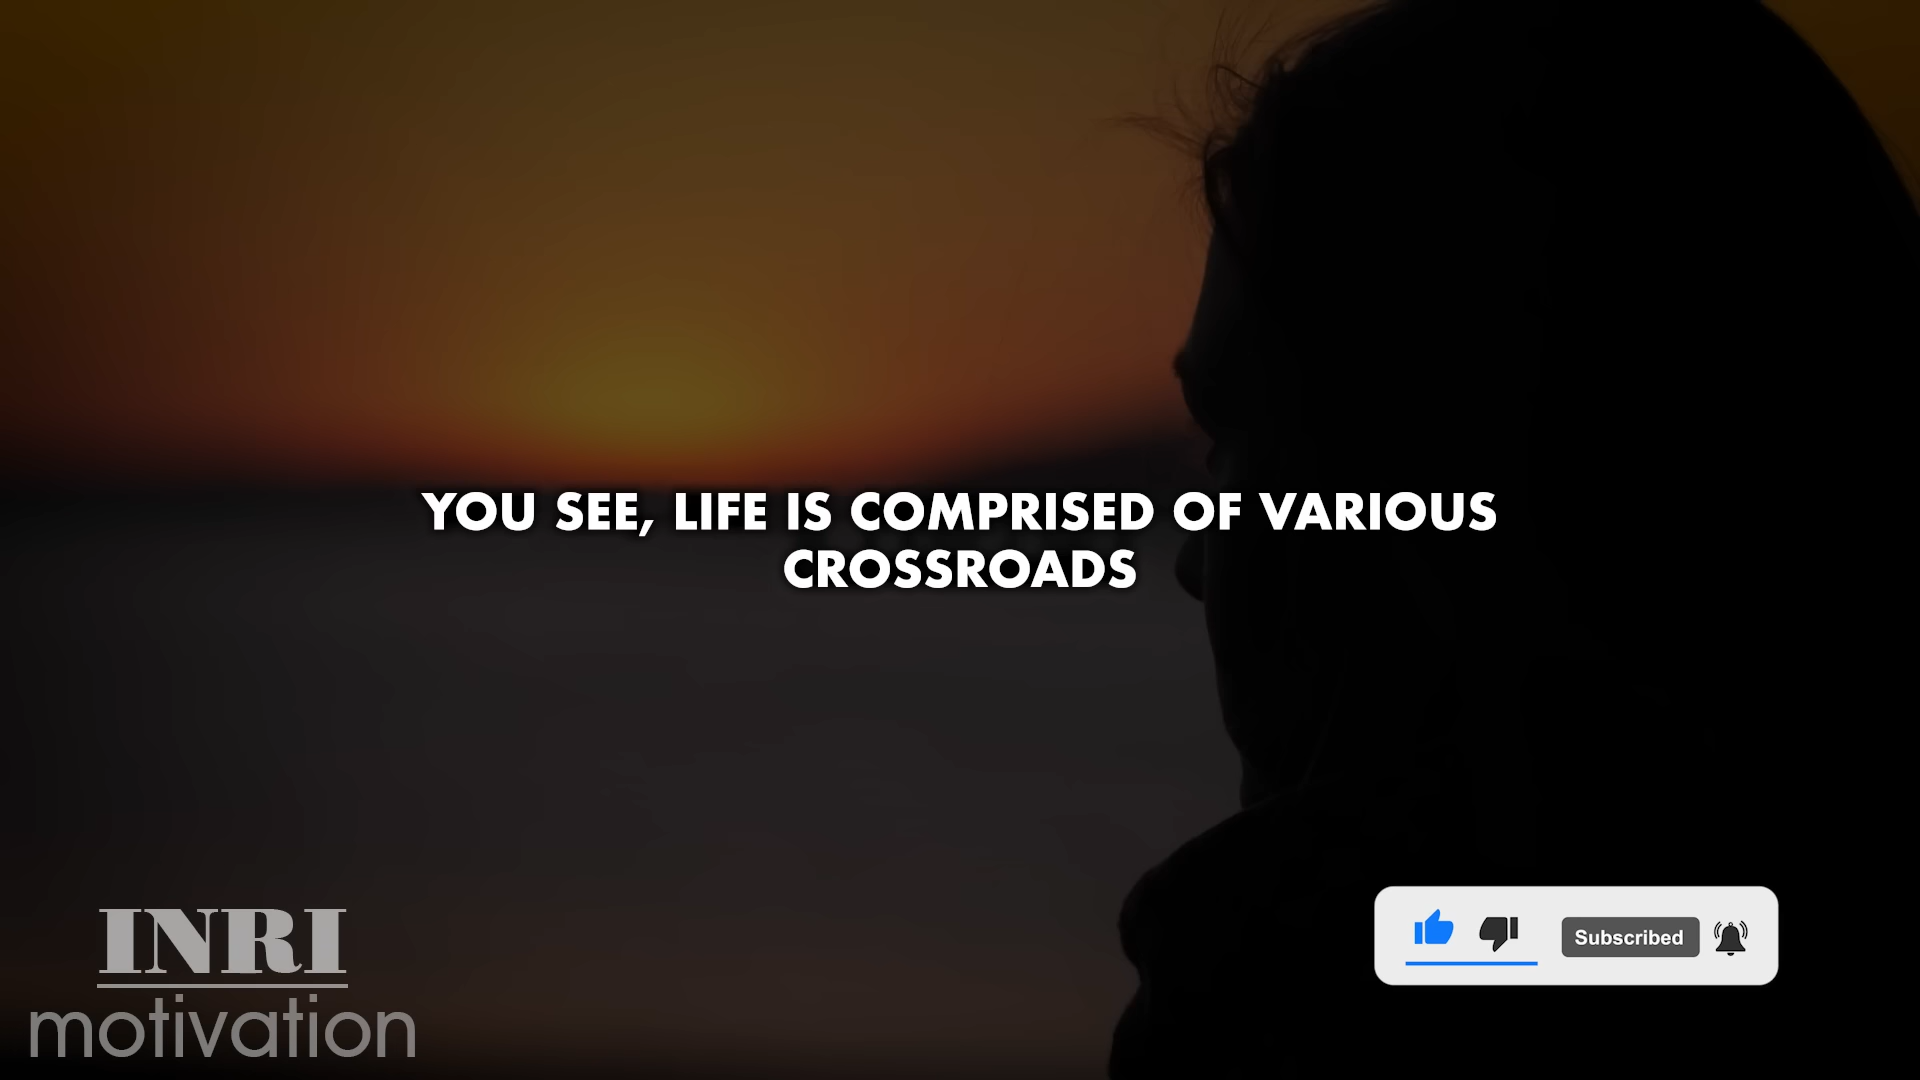 YOU SEE, LIFE IS COMPRISED OF VARIOUS
CROSSROADS
INRI
motivation
Subscribed